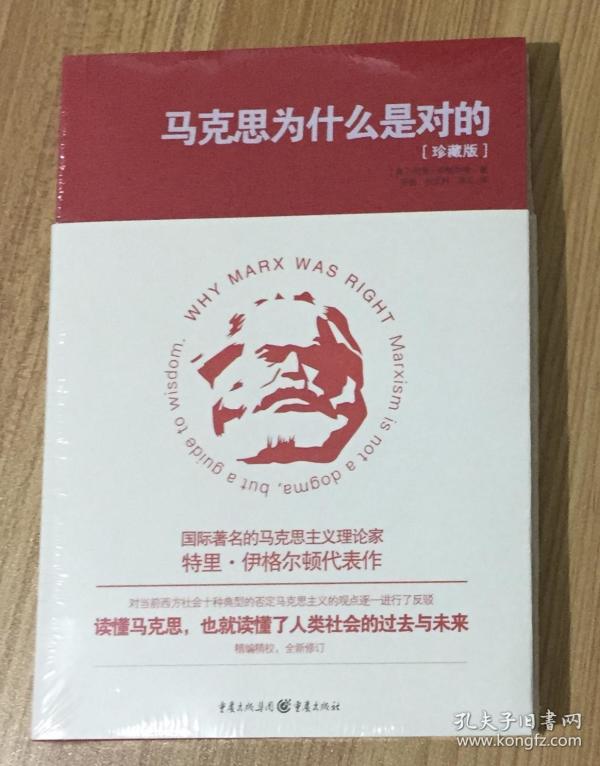 马克思为什么是对的
[珍藏版]
WHY MARX WAS RIGHT Marxism is not a dogma, but a guide to wisdom.
国际著名的马克思主义理论家
特里·伊格尔顿代表作
对当前西方社会十种典型的否定马克思主义的观点逐一进行了反驳
读懂马克思，也就读懂了人类社会的过去与未来
精编精校，全新修订
重庆出版集团 重庆出版社
孔夫子旧书网
www.kongfz.com